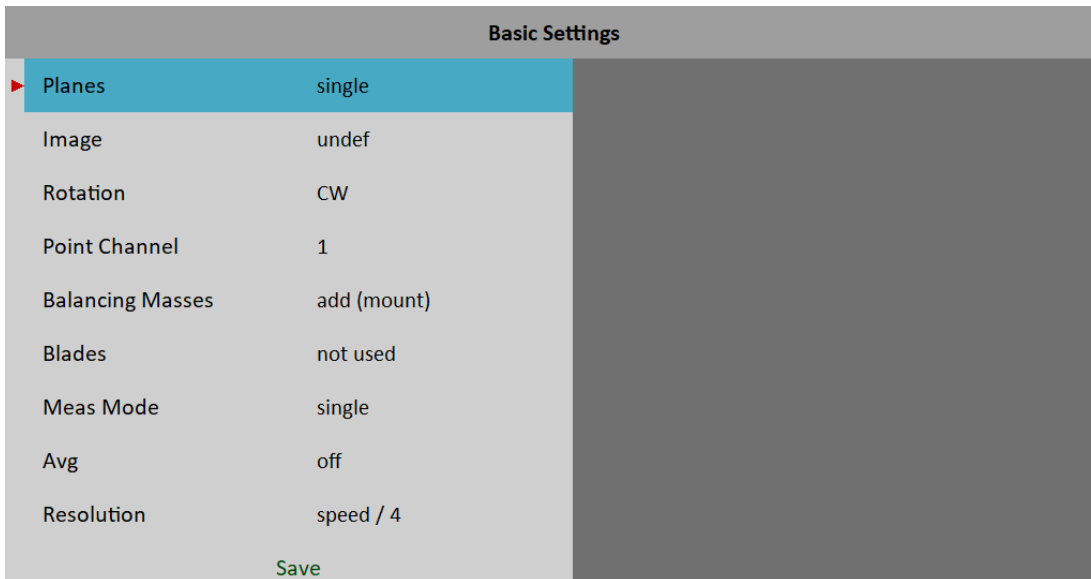 Basic Settings
Planes single
Image undef
Rotation CW
Point Channel 1
Balancing Masses add (mount)
Blades not used
Meas Mode single
Avg off
Resolution speed / 4
Save